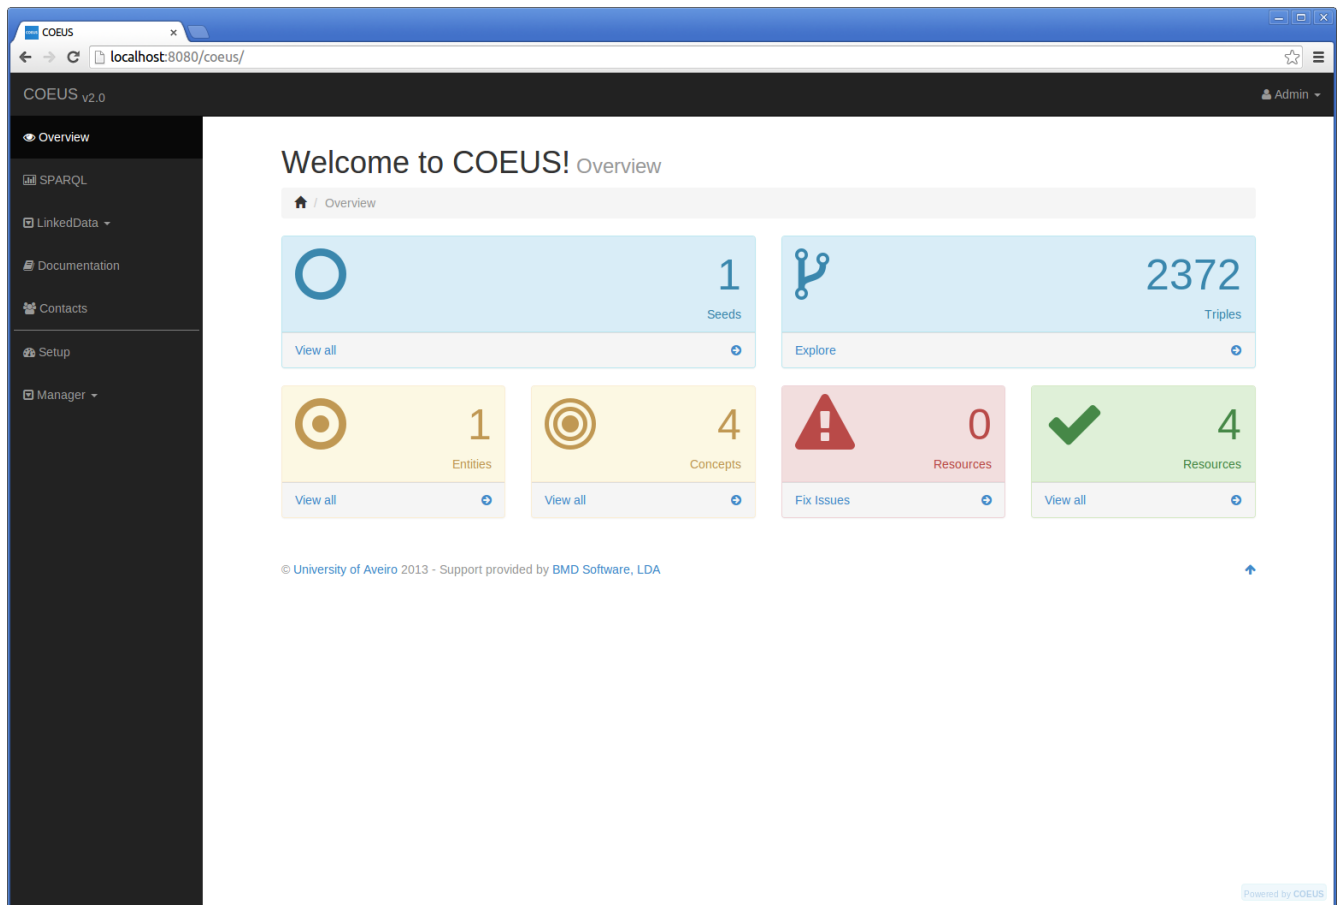 COEUS
localhost:8080/coeus/
COEUS v2.0
Admin
Overview
SPARQL
LinkedData
Documentation
Contacts
Setup
Manager
Welcome to COEUS! Overview
/ Overview
1
Seeds
View all
2372
Triples
Explore
1
Entities
View all
4
Concepts
View all
0
Resources
Fix Issues
4
Resources
View all
© University of Aveiro 2013 - Support provided by BMD Software, LDA
Powered by COEUS